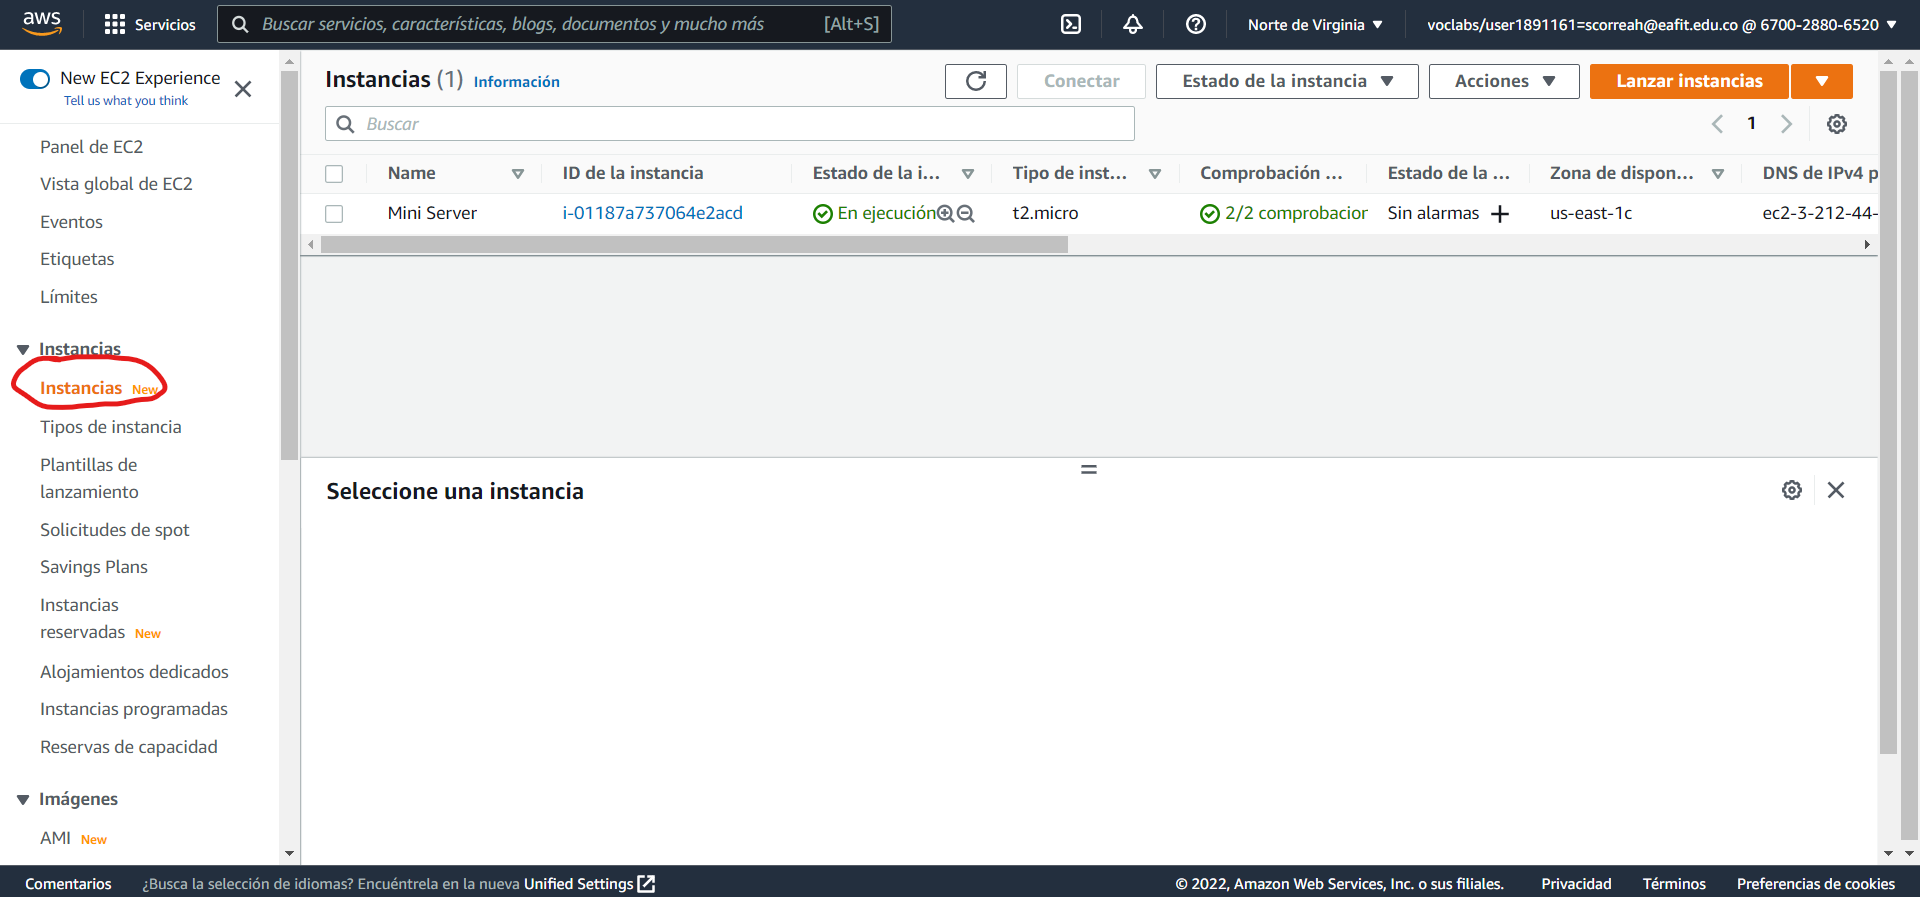 aws
Servicios
Buscar servicios, características, blogs, documentos y mucho más [Alt+S]
Norte de Virginia
voclabs/user1891161=scorreah@eafit.edu.co @ 6700-2880-6520
New EC2 Experience
Tell us what you think
Panel de EC2
Vista global de EC2
Eventos
Etiquetas
Límites
Instancias
Instancias New
Tipos de instancia
Plantillas de
lanzamiento
Solicitudes de spot
Savings Plans
Instancias
reservadas New
Alojamientos dedicados
Instancias programadas
Reservas de capacidad
Imágenes
AMI New
Instancias (1) Información
Conectar
Estado de la instancia
Acciones
Lanzar instancias
Buscar
1
Name
ID de la instancia
Estado de la i...
Tipo de inst...
Comprobación ...
Estado de la ...
Zona de dispon...
DNS de IPv4 p
Mini Server
i-01187a737064e2acd
En ejecución
t2.micro
2/2 comprobacior
Sin alarmas
us-east-1c
ec2-3-212-44-
Seleccione una instancia
Comentarios
¿Busca la selección de idiomas? Encuéntrela en la nueva Unified Settings
© 2022, Amazon Web Services, Inc. o sus filiales.
Privacidad
Términos
Preferencias de cookies